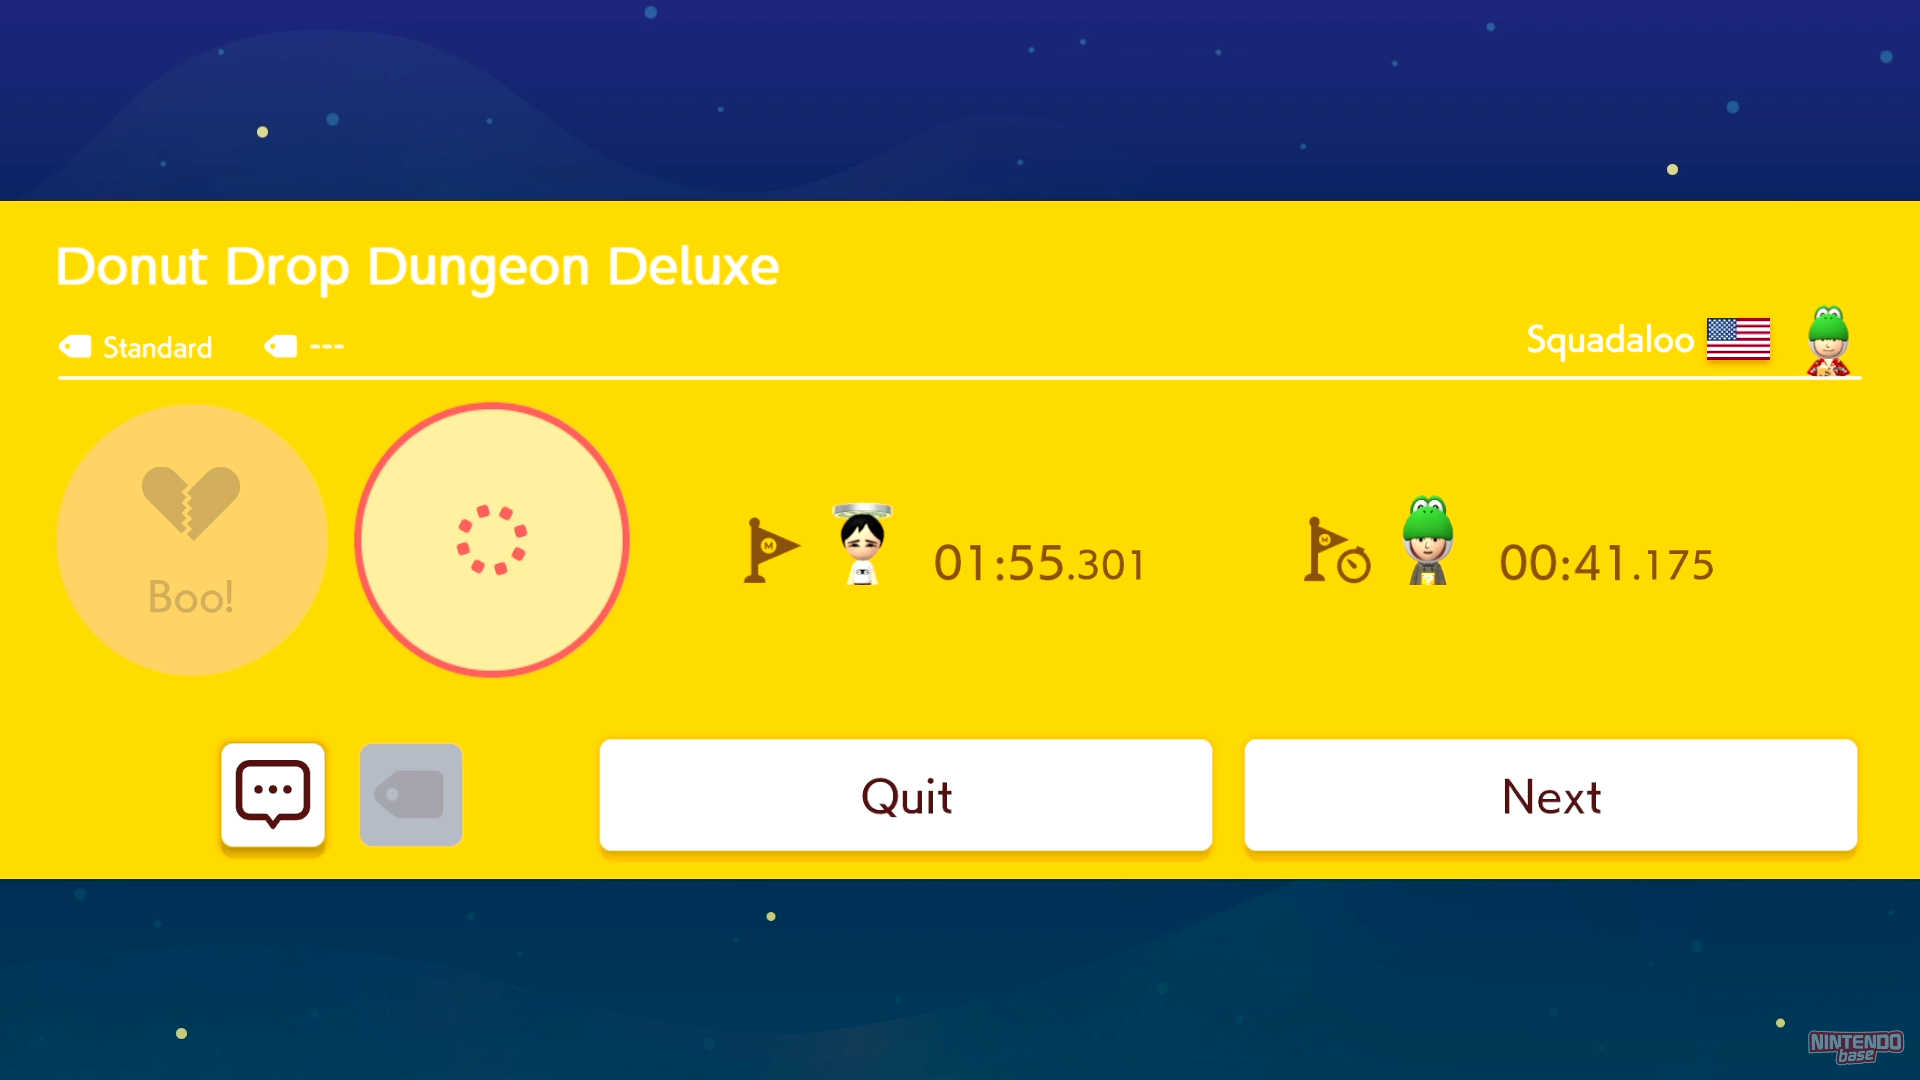 Donut Drop Dungeon Deluxe
Standard
---
Squadaloo
Boo!
M
01:55.301
M
00:41.175
Quit
Next
NINTENDO
base